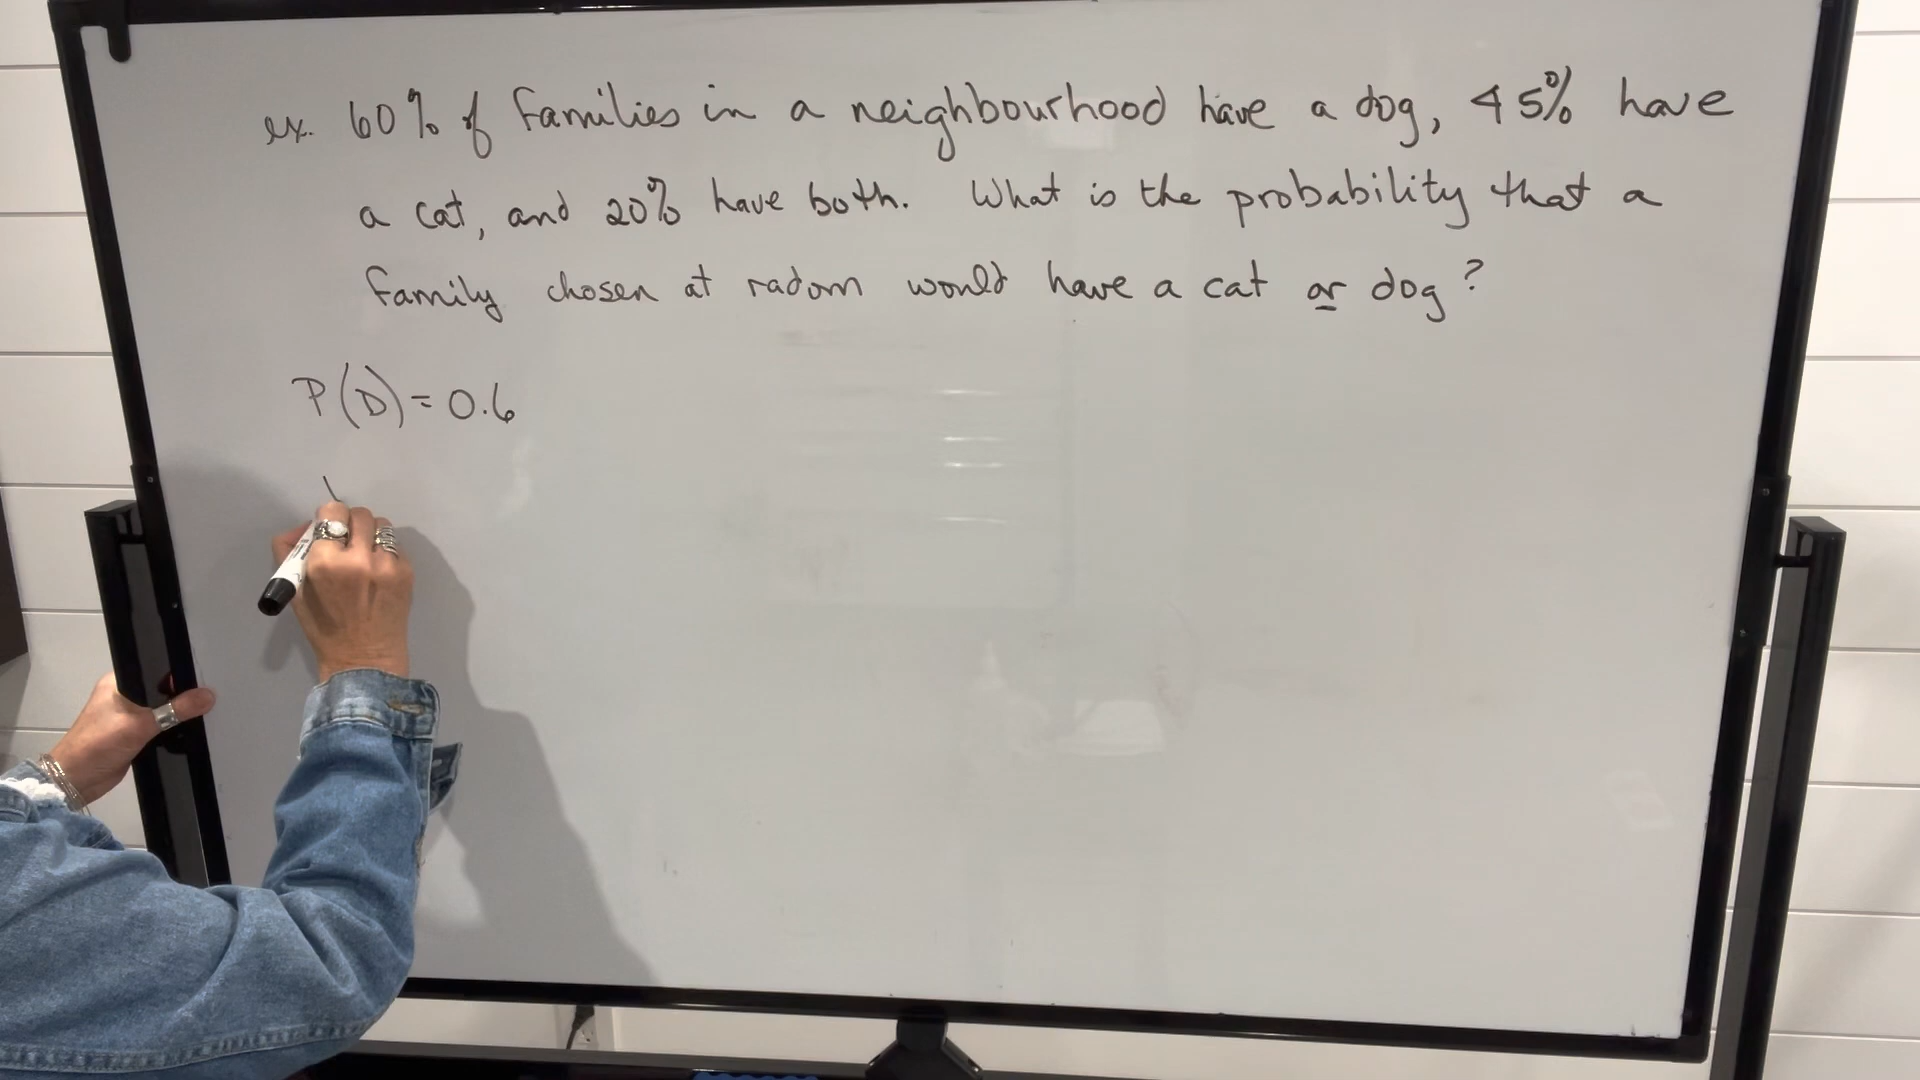 ex. 60% of families in a neighbourhood have a dog, 45% have
a cat, and 20% have both. What is the probability that a
family chosen at radom would have a cat or dog?
P(D) = 0.6